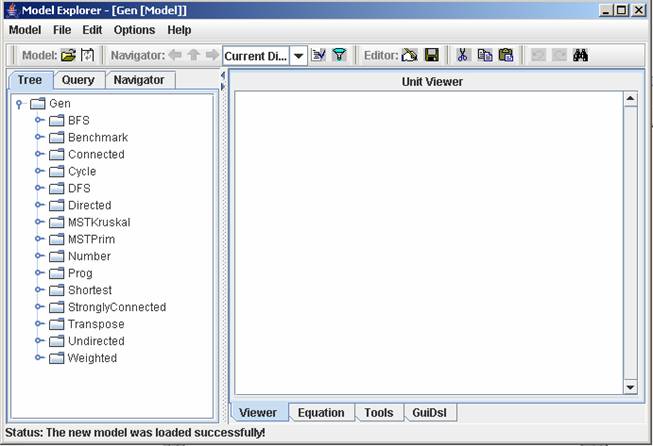 Model Explorer - [Gen [Model]]
Model File Edit Options Help
Model: Navigator: Current Di... Editor:
Tree Query Navigator
Unit Viewer
Gen
BFS
Benchmark
Connected
Cycle
DFS
Directed
MSTKruskal
MSTPrim
Number
Prog
Shortest
StronglyConnected
Transpose
Undirected
Weighted
Viewer Equation Tools GuiDsl
Status: The new model was loaded successfully!